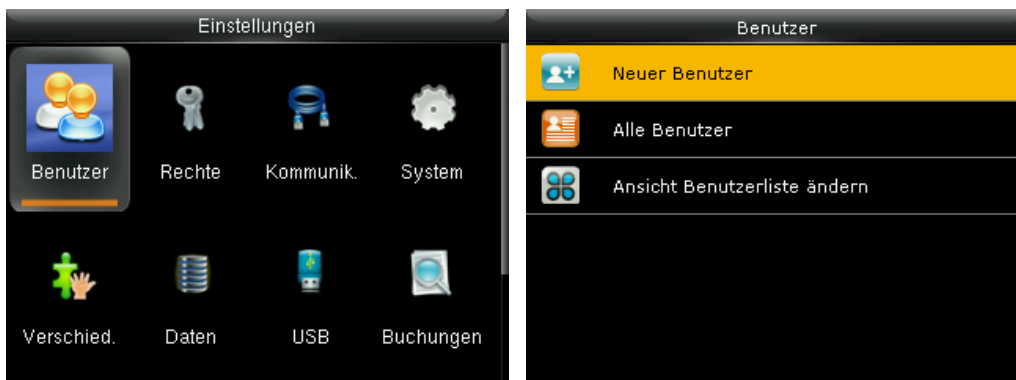 Einstellungen
Benutzer
Rechte
Kommunik.
System
Verschied.
Daten
USB
Buchungen
Benutzer
Neuer Benutzer
Alle Benutzer
Ansicht Benutzerliste ändern